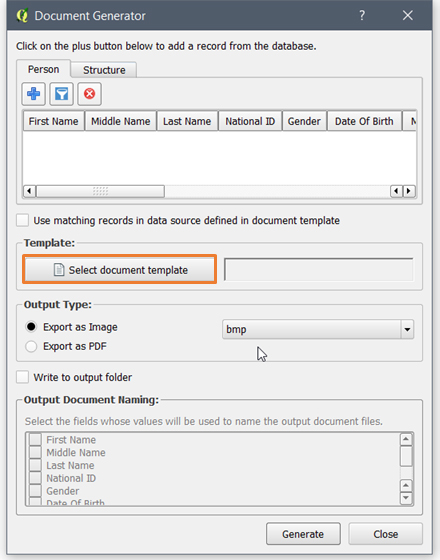 Document Generator
Click on the plus button below to add a record from the database.
Person Structure
First Name Middle Name Last Name National ID Gender Date Of Birth
Use matching records in data source defined in document template
Template:
Select document template
Output Type:
Export as Image bmp
Export as PDF
Write to output folder
Output Document Naming:
Select the fields whose values will be used to name the output document files.
First Name
Middle Name
Last Name
National ID
Gender
Date Of Birth
Generate Close